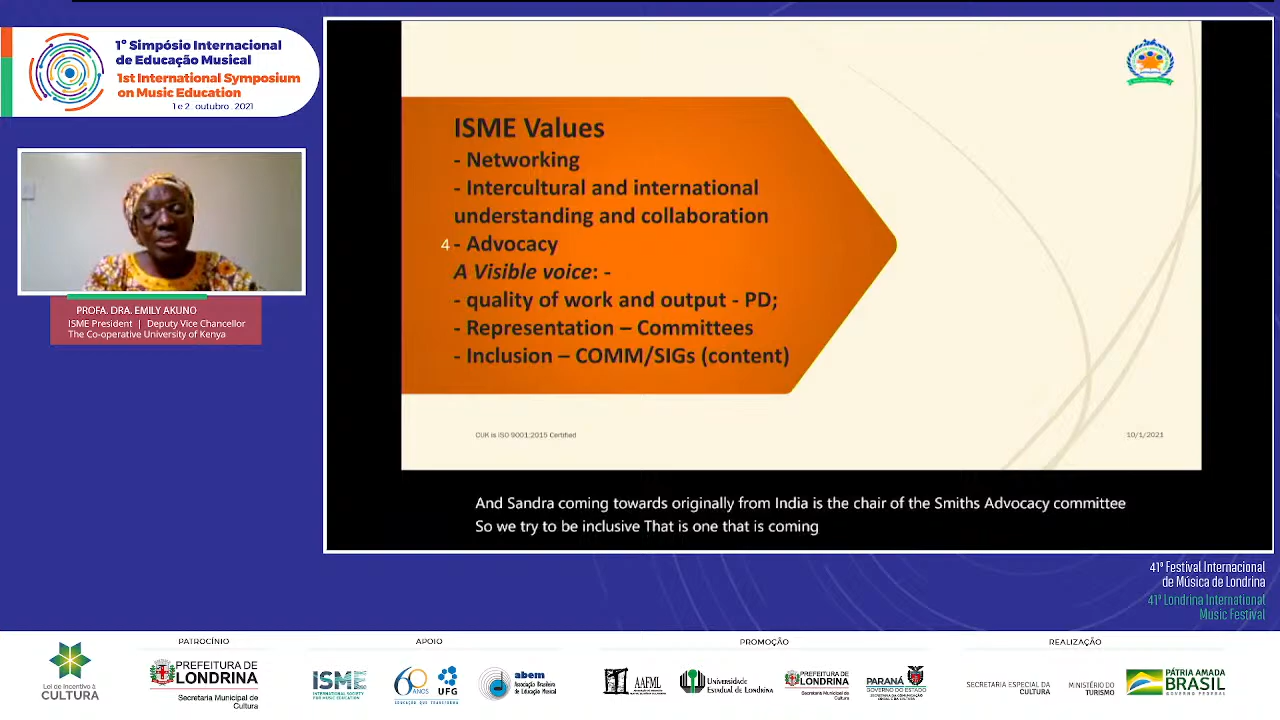 1º Simpósio Internacional
de Educação Musical
1st International Symposium
on Music Education
1 e 2 . outubro . 2021
PROFA. DRA. EMILY AKUNO
ISME President | Deputy Vice Chancellor
The Co-operative University of Kenya
ISME Values
- Networking
- Intercultural and international
understanding and collaboration
4 - Advocacy
A Visible voice: -
- quality of work and output - PD;
- Representation – Committees
- Inclusion – COMM/SIGs (content)
CUK is ISO 9001:2015 Certified
10/1/2021
And Sandra coming towards originally from India is the chair of the Smiths Advocacy committee
So we try to be inclusive That is one that is coming
41º Festival Internacional
de Música de Londrina
41º Londrina International
Music Festival
PATROCÍNIO
APOIO
PROMOÇÃO
REALIZAÇÃO
Lei de Incentivo à
CULTURA
PREFEITURA DE
LONDRINA
Secretaria Municipal de
Cultura
ISME
INTERNATIONAL SOCIETY
FOR MUSIC EDUCATION
60 ANOS
UFG
EDUCAÇÃO QUE TRANSFORMA
abem
Associação Brasileira
de Educação Musical
AAFML
Universidade
Estadual de Londrina
PREFEITURA DE
LONDRINA
Secretaria Municipal de
Cultura
PARANÁ
GOVERNO DO ESTADO
SECRETARIA ESPECIAL DA
CULTURA
MINISTÉRIO DO
TURISMO
PÁTRIA AMADA
BRASIL
GOVERNO FEDERAL